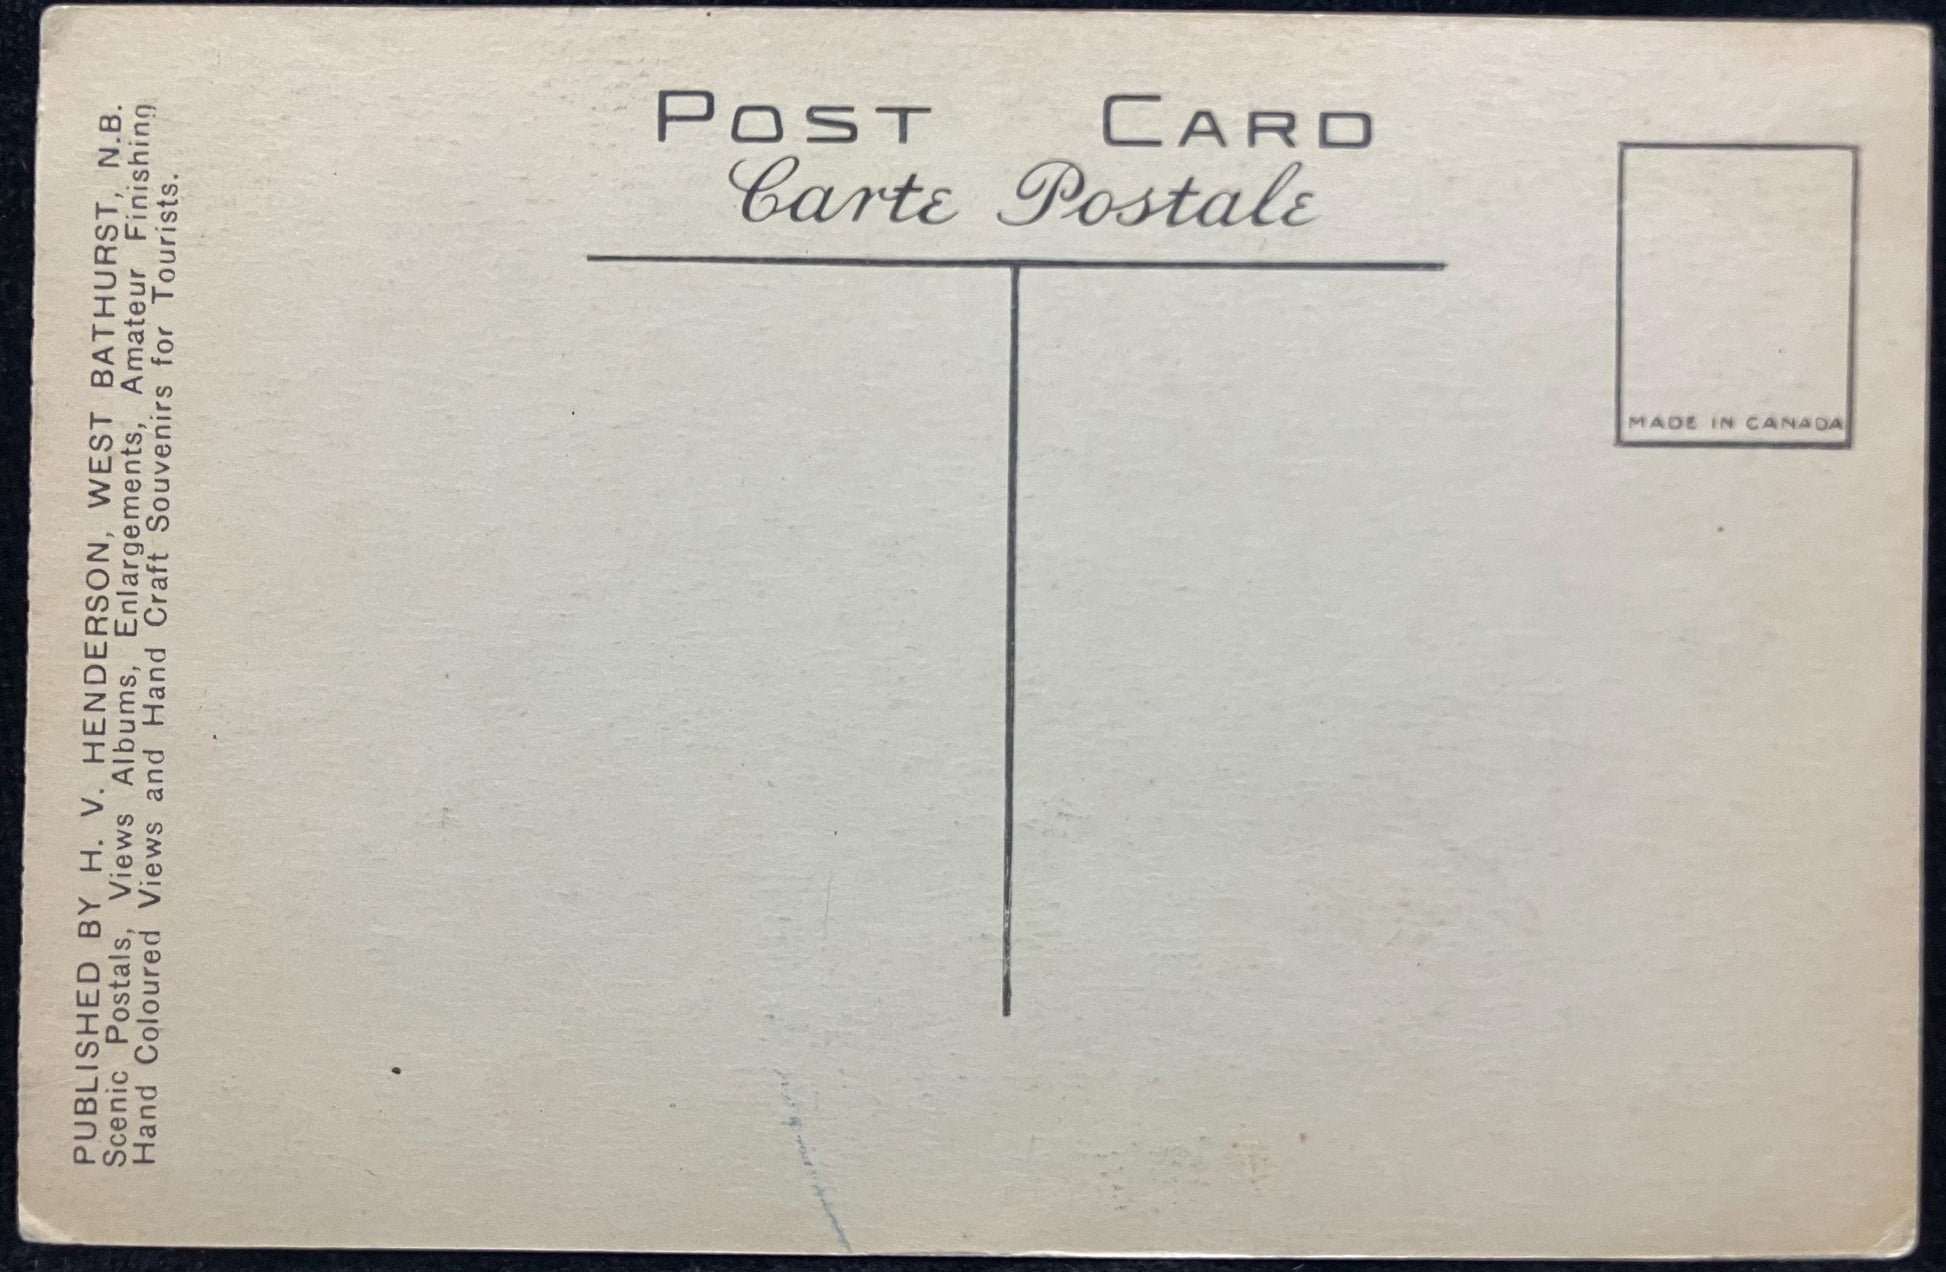 POST CARD
Carte Postale
MADE IN CANADA
PUBLISHED BY H. V. HENDERSON, WEST BATHURST, N.B.
Scenic Postals, Views Albums, Enlargements, Amateur Finishing
Hand Coloured Views and Hand Craft Souvenirs for Tourists.